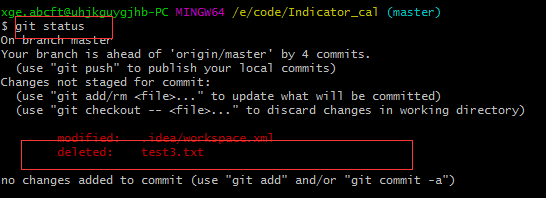 xge.abcft@uhjkguygjhb-PC MINGW64 /e/code/Indicator_cal (master)
$ git status
On branch master
Your branch is ahead of 'origin/master' by 4 commits.
(use "git push" to publish your local commits)
Changes not staged for commit:
(use "git add/rm <file>..." to update what will be committed)
(use "git checkout -- <file>..." to discard changes in working directory)
modified: .idea/workspace.xml
deleted: test3.txt
no changes added to commit (use "git add" and/or "git commit -a")